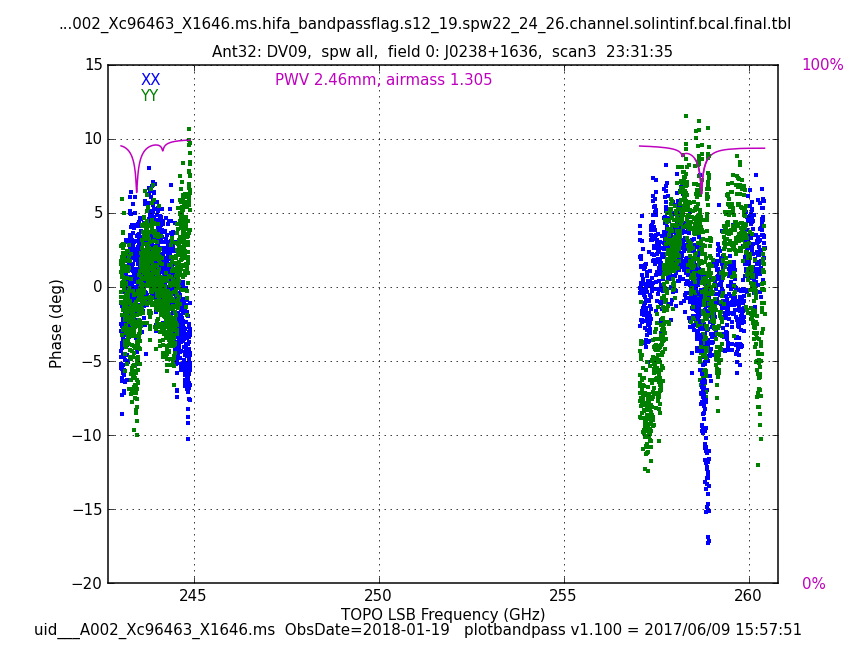 ...002_Xc96463_X1646.ms.hifa_bandpassflag.s12_19.spw22_24_26.channel.solintinf.bcal.final.tbl
Ant32: DV09,  spw all,  field 0: J0238+1636,  scan3  23:31:35
XX
YY
PWV 2.46mm, airmass 1.305
100%
0%
15
10
5
0
−5
−10
−15
−20
Phase (deg)
245
250
255
260
TOPO LSB Frequency (GHz)
uid___A002_Xc96463_X1646.ms  ObsDate=2018-01-19   plotbandpass v1.100 = 2017/06/09 15:57:51